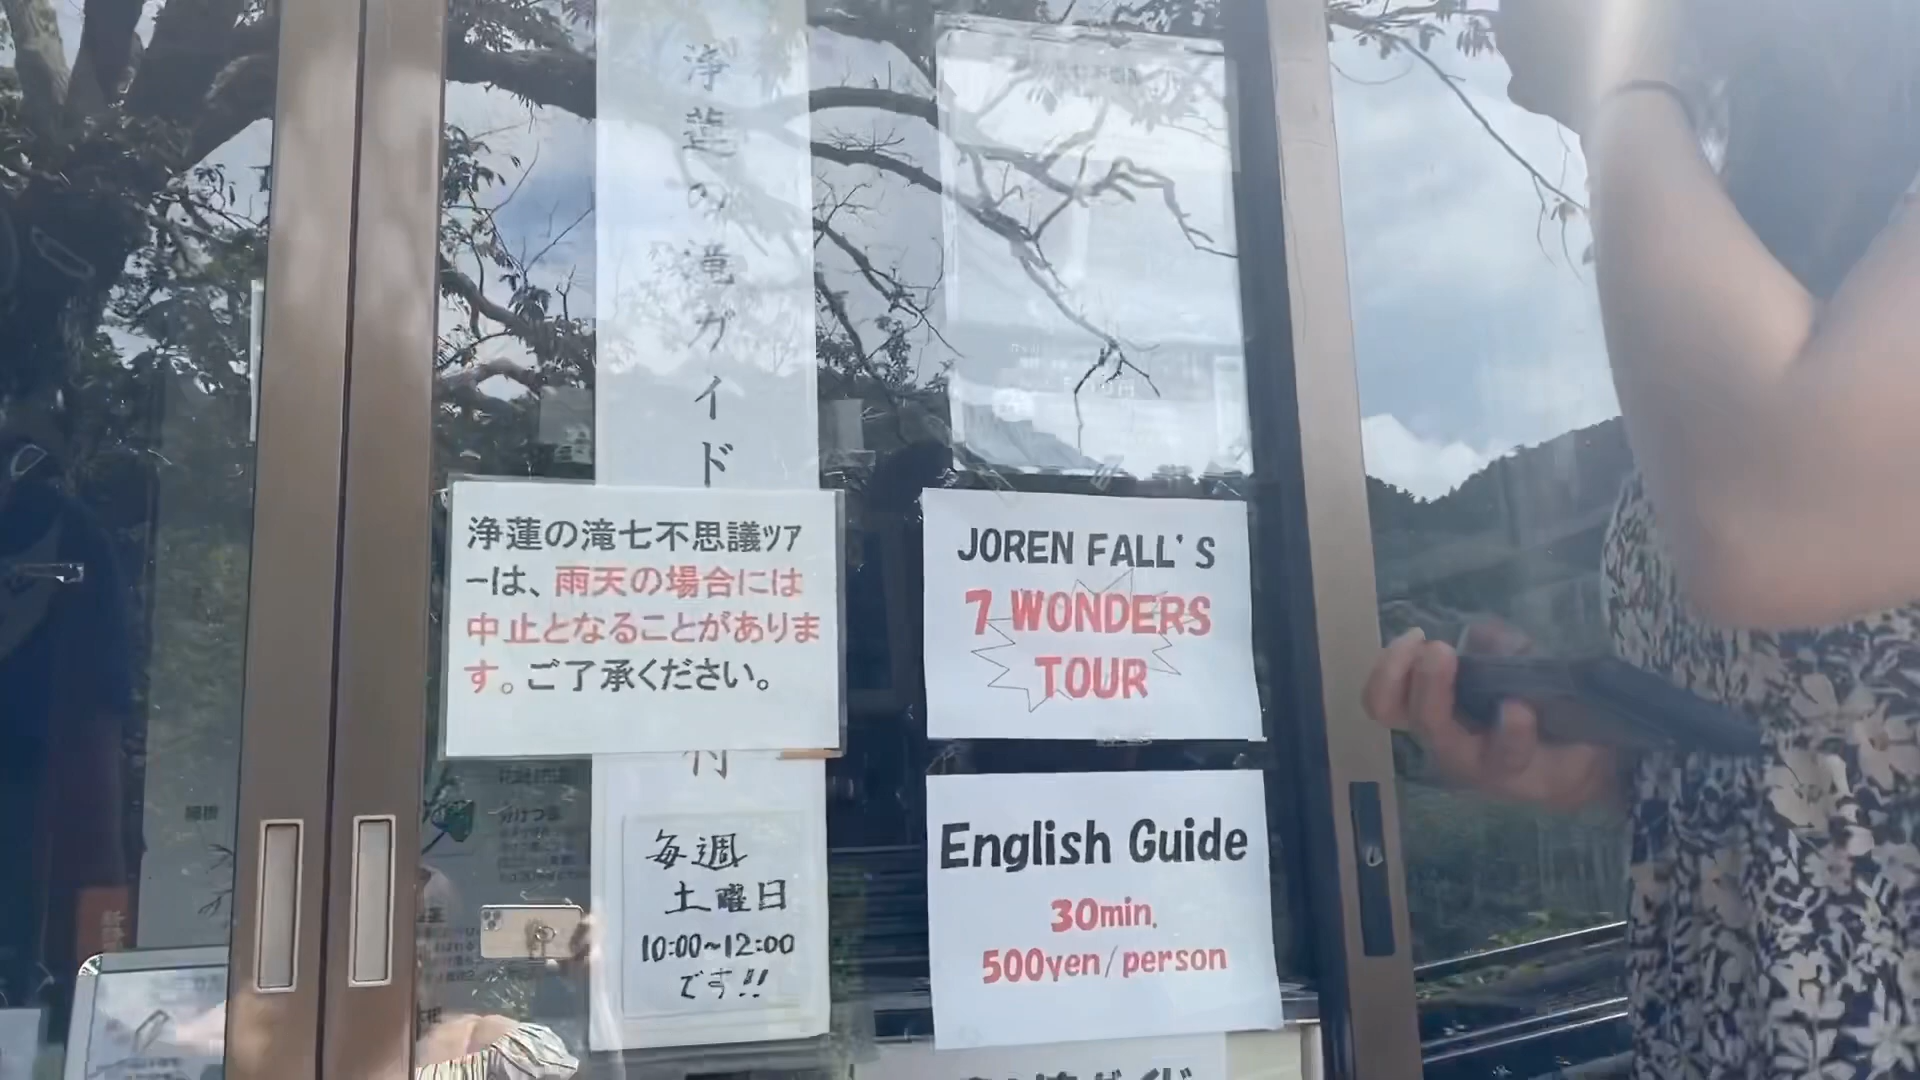 浄蓮の滝ガイド
付
浄蓮の滝七不思議ツア
ーは、雨天の場合には
中止となることがありま
す。ご了承ください。
毎週
土曜日
10:00~12:00
です!!
JOREN FALL'S
7 WONDERS
TOUR
English Guide
30min.
500yen/person